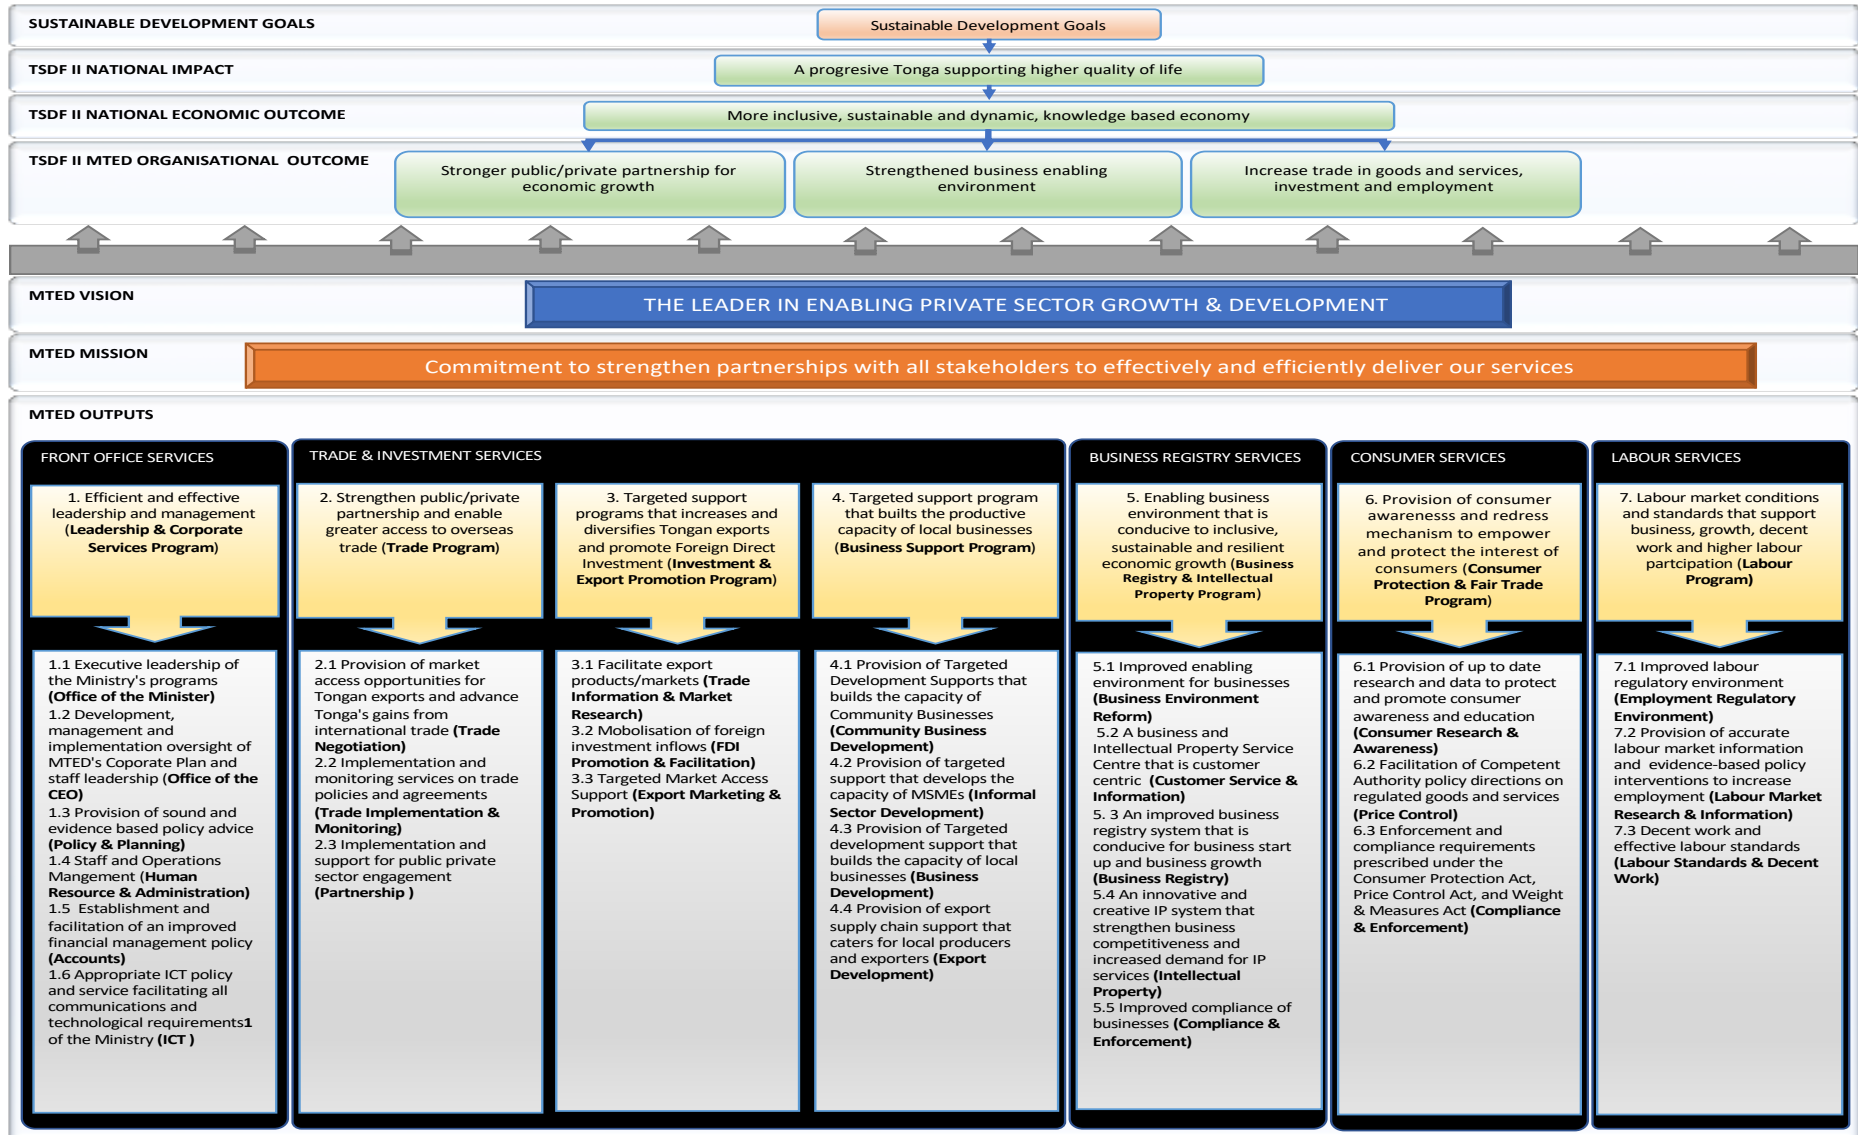 SUSTAINABLE DEVELOPMENT GOALS
Sustainable Development Goals
TSDF II NATIONAL IMPACT
A progresive Tonga supporting higher quality of life
TSDF II NATIONAL ECONOMIC OUTCOME
More inclusive, sustainable and dynamic, knowledge based economy
TSDF II MTED ORGANISATIONAL OUTCOME
Stronger public/private partnership for
economic growth
Strengthened business enabling
environment
Increase trade in goods and services,
investment and employment
MTED VISION
THE LEADER IN ENABLING PRIVATE SECTOR GROWTH & DEVELOPMENT
MTED MISSION
Commitment to strengthen partnerships with all stakeholders to effectively and efficiently deliver our services
MTED OUTPUTS
FRONT OFFICE SERVICES
1. Efficient and effective
leadership and management
(Leadership & Corporate
Services Program)
1.1 Executive leadership of
the Ministry's programs
(Office of the Minister)
1.2 Development,
management and
implementation oversight of
MTED's Coporate Plan and
staff leadership (Office of the
CEO)
1.3 Provision of sound and
evidence based policy advice
(Policy & Planning)
1.4 Staff and Operations
Mangement (Human
Resource & Administration)
1.5 Establishment and
facilitation of an improved
financial management policy
(Accounts)
1.6 Appropriate ICT policy
and service facilitating all
communications and
technological requirements1
of the Ministry (ICT )
TRADE & INVESTMENT SERVICES
2. Strengthen public/private
partnership and enable
greater access to overseas
trade (Trade Program)
2.1 Provision of market
access opportunities for
Tongan exports and advance
Tonga's gains from
international trade (Trade
Negotiation)
2.2 Implementation and
monitoring services on trade
policies and agreements
(Trade Implementation &
Monitoring)
2.3 Implementation and
support for public private
sector engagement
(Partnership )
3. Targeted support
programs that increases and
diversifies Tongan exports
and promote Foreign Direct
Investment (Investment &
Export Promotion Program)
3.1 Facilitate export
products/markets (Trade
Information & Market
Research)
3.2 Mobolisation of foreign
investment inflows (FDI
Promotion & Facilitation)
3.3 Targeted Market Access
Support (Export Marketing &
Promotion)
4. Targeted support program
that builts the productive
capacity of local businesses
(Business Support Program)
4.1 Provision of Targeted
Development Supports that
builds the capacity of
Community Businesses
(Community Business
Development)
4.2 Provision of targeted
support that develops the
capacity of MSMEs (Informal
Sector Development)
4.3 Provision of Targeted
development support that
builds the capacity of local
businesses (Business
Development)
4.4 Provision of export
supply chain support that
caters for local producers
and exporters (Export
Development)
BUSINESS REGISTRY SERVICES
5. Enabling business
environment that is
conducive to inclusive,
sustainable and resilient
economic growth (Business
Registry & Intellectual
Property Program)
5.1 Improved enabling
environment for businesses
(Business Environment
Reform)
5.2 A business and
Intellectual Property Service
Centre that is customer
centric (Customer Service &
Information)
5. 3 An improved business
registry system that is
conducive for business start
up and business growth
(Business Registry)
5.4 An innovative and
creative IP system that
strengthen business
competitiveness and
increased demand for IP
services (Intellectual
Property)
5.5 Improved compliance of
businesses (Compliance &
Enforcement)
CONSUMER SERVICES
6. Provision of consumer
awarenesss and redress
mechanism to empower
and protect the interest of
consumers (Consumer
Protection & Fair Trade
Program)
6.1 Provision of up to date
research and data to protect
and promote consumer
awareness and education
(Consumer Research &
Awareness)
6.2 Facilitation of Competent
Authority policy directions on
regulated goods and services
(Price Control)
6.3 Enforcement and
compliance requirements
prescribed under the
Consumer Protection Act,
Price Control Act, and Weight
& Measures Act (Compliance
& Enforcement)
LABOUR SERVICES
7. Labour market conditions
and standards that support
business, growth, decent
work and higher labour
partcipation (Labour
Program)
7.1 Improved labour
regulatory environment
(Employment Regulatory
Environment)
7.2 Provision of accurate
labour market information
and evidence-based policy
interventions to increase
employment (Labour Market
Research & Information)
7.3 Decent work and
effective labour standards
(Labour Standards & Decent
Work)